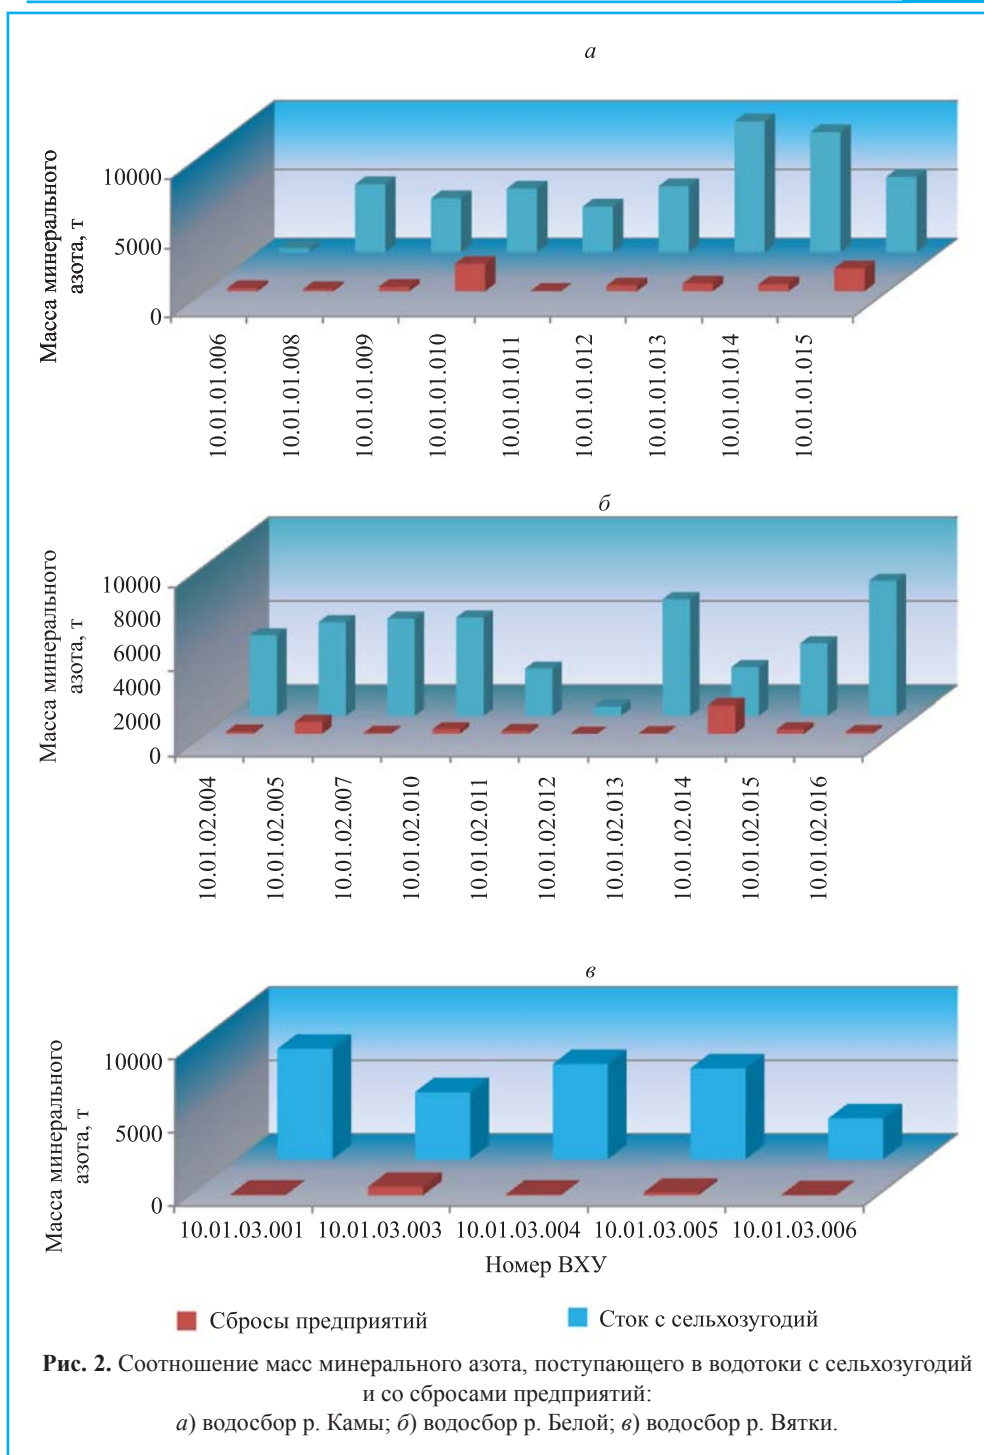 а
Масса минерального
азота, т
10000
5000
0
10.01.01.006
10.01.01.008
10.01.01.009
10.01.01.010
10.01.01.011
10.01.01.012
10.01.01.013
10.01.01.014
10.01.01.015
б
Масса минерального
азота, т
10000
8000
6000
4000
2000
0
10.01.02.004
10.01.02.005
10.01.02.007
10.01.02.010
10.01.02.011
10.01.02.012
10.01.02.013
10.01.02.014
10.01.02.015
10.01.02.016
в
Масса минерального
азота, т
10000
5000
0
10.01.03.001 10.01.03.003 10.01.03.004 10.01.03.005 10.01.03.006
Номер ВХУ
Сбросы предприятий Сток с сельхозугодий
Рис. 2. Соотношение масс минерального азота, поступающего в водотоки с сельхозугодий
и со сбросами предприятий:
а) водосбор р. Камы; б) водосбор р. Белой; в) водосбор р. Вятки.